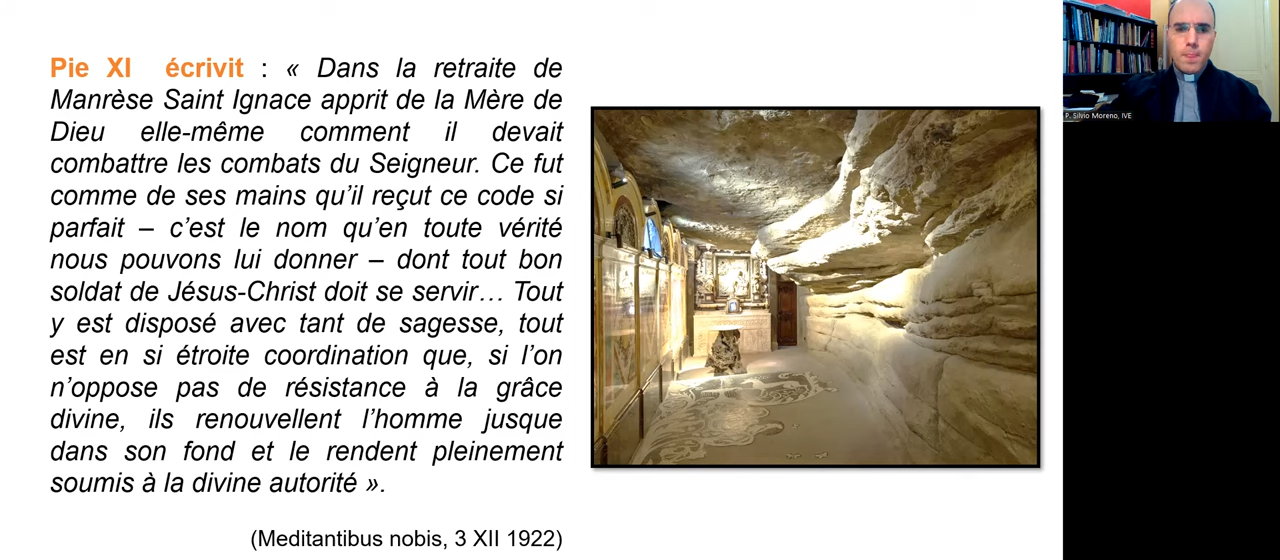 Pie XI écrivit : « Dans la retraite de
Manrèse Saint Ignace apprit de la Mère de
Dieu elle-même comment il devait
combattre les combats du Seigneur. Ce fut
comme de ses mains qu’il reçut ce code si
parfait – c’est le nom qu’en toute vérité
nous pouvons lui donner – dont tout bon
soldat de Jésus-Christ doit se servir… Tout
y est disposé avec tant de sagesse, tout
est en si étroite coordination que, si l’on
n’oppose pas de résistance à la grâce
divine, ils renouvellent l’homme jusque
dans son fond et le rendent pleinement
soumis à la divine autorité ».
(Meditantibus nobis, 3 XII 1922)
P. Silvio Moreno, IVE